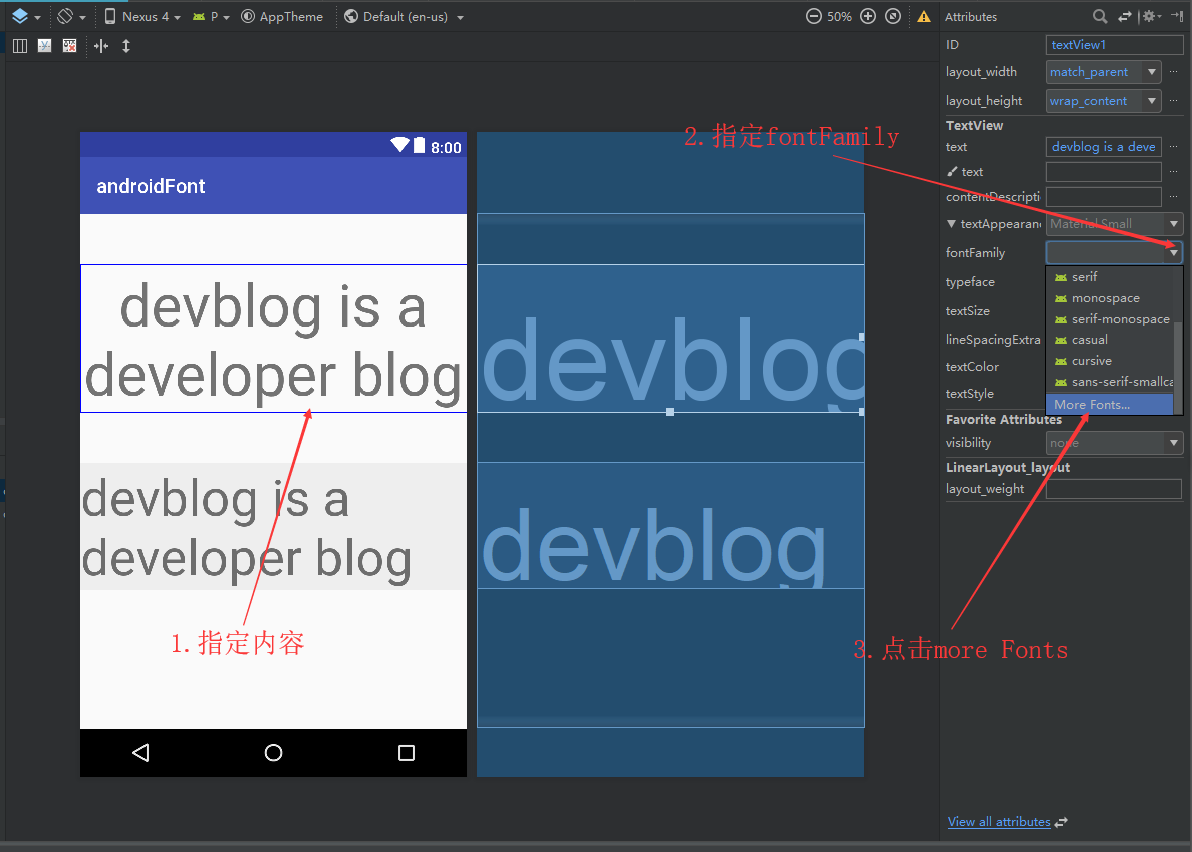 Nexus 4
P
AppTheme
Default (en-us)
50%
Attributes
ID
textView1
layout_width
match_parent
layout_height
wrap_content
TextView
text
devblog is a deve
text
contentDescripti
textAppearan
Material Small
fontFamily
serif
monospace
serif-monospace
casual
cursive
sans-serif-smallca
More Fonts...
typeface
textSize
lineSpacingExtra
textColor
textStyle
Favorite Attributes
visibility
none
LinearLayout_layout
layout_weight
View all attributes
8:00
androidFont
devblog is a
developer blog
devblog is a
developer blog
devblog
devblog
1.指定内容
2.指定fontFamily
3.点击more Fonts